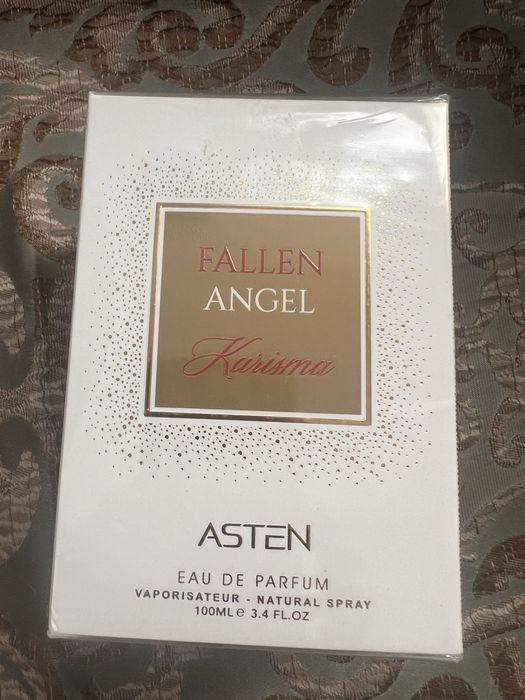 FALLEN
ANGEL
Karisma
ASTEN
EAU DE PARFUM
VAPORISATEUR - NATURAL SPRAY
100ML e 3.4 FL.OZ